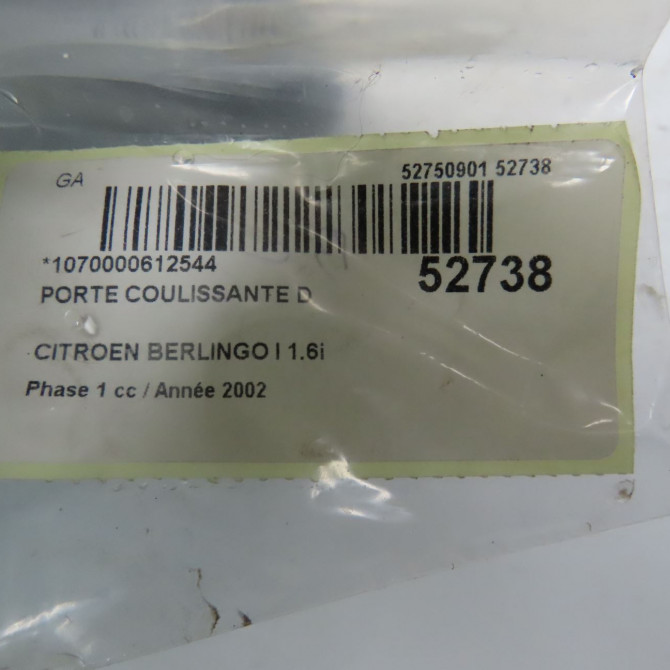 GA
52750901 52738
*1070000612544
52738
PORTE COULISSANTE D
CITROEN BERLINGO I 1.6i
Phase 1 cc / Année 2002